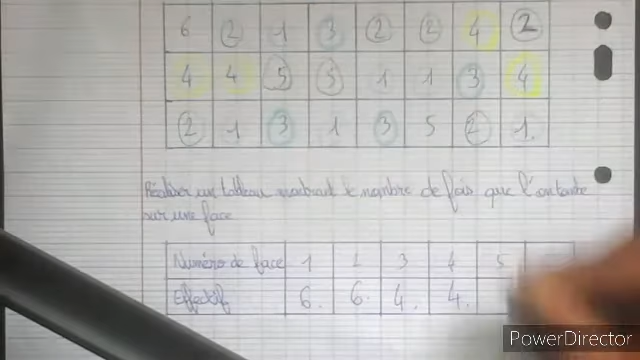 6 2 1 3 2 2 4 2
4 4 5 5 1 1 3 4
2 1 3 1 3 5 2 1.
Réaliser un tableau montrant le nombre de fois que l'on tombe
sur une face
Numéro de face 1 2 3 4 5
Effectif 6. 6. 4. 4.
PowerDirector